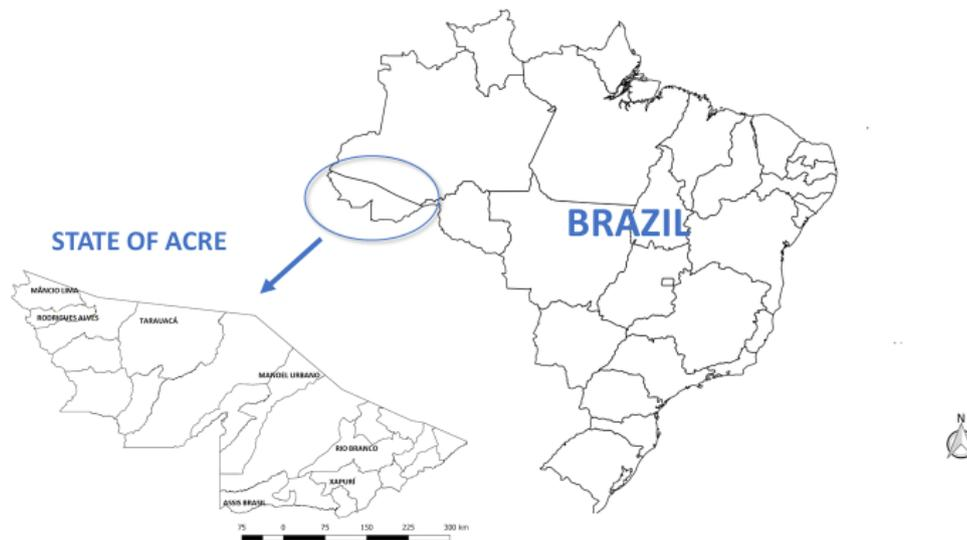 BRAZIL
STATE OF ACRE
MÂNCIO LIMA
RODRIGUES ALVES
TARAUACÁ
MANOEL URBANO
RIO BRANCO
XAPURÍ
ASSIS BRASIL
75 0 75 150 225 300 km
N